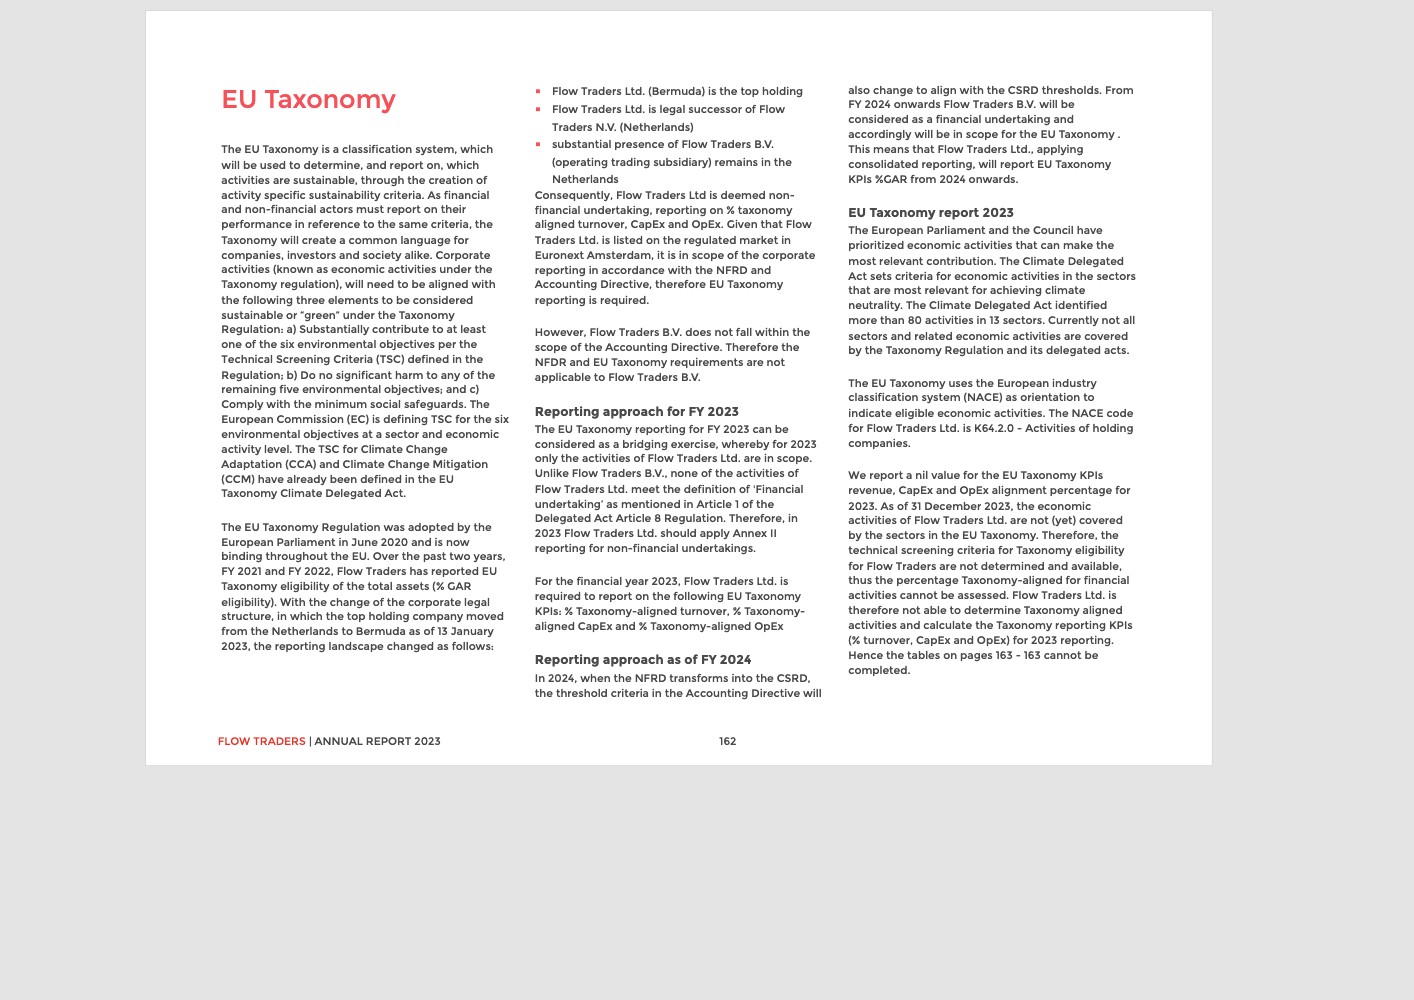 EU Taxonomy
The EU Taxonomy is a classification system, which
will be used to determine, and report on, which
activities are sustainable, through the creation of
activity specific sustainability criteria. As financial
and non-financial actors must report on their
performance in reference to the same criteria, the
Taxonomy will create a common language for
companies, investors and society alike. Corporate
activities (known as economic activities under the
Taxonomy regulation), will need to be aligned with
the following three elements to be considered
sustainable or “green” under the Taxonomy
Regulation: a) Substantially contribute to at least
one of the six environmental objectives per the
Technical Screening Criteria (TSC) defined in the
Regulation; b) Do no significant harm to any of the
remaining five environmental objectives; and c)
Comply with the minimum social safeguards. The
European Commission (EC) is defining TSC for the six
environmental objectives at a sector and economic
activity level. The TSC for Climate Change
Adaptation (CCA) and Climate Change Mitigation
(CCM) have already been defined in the EU
Taxonomy Climate Delegated Act.
The EU Taxonomy Regulation was adopted by the
European Parliament in June 2020 and is now
binding throughout the EU. Over the past two years,
FY 2021 and FY 2022, Flow Traders has reported EU
Taxonomy eligibility of the total assets (% GAR
eligibility). With the change of the corporate legal
structure, in which the top holding company moved
from the Netherlands to Bermuda as of 13 January
2023, the reporting landscape changed as follows:
▪ Flow Traders Ltd. (Bermuda) is the top holding
▪ Flow Traders Ltd. is legal successor of Flow
Traders N.V. (Netherlands)
▪ substantial presence of Flow Traders B.V.
(operating trading subsidiary) remains in the
Netherlands
Consequently, Flow Traders Ltd is deemed non-
financial undertaking, reporting on % taxonomy
aligned turnover, CapEx and OpEx. Given that Flow
Traders Ltd. is listed on the regulated market in
Euronext Amsterdam, it is in scope of the corporate
reporting in accordance with the NFRD and
Accounting Directive, therefore EU Taxonomy
reporting is required.
However, Flow Traders B.V. does not fall within the
scope of the Accounting Directive. Therefore the
NFDR and EU Taxonomy requirements are not
applicable to Flow Traders B.V.
Reporting approach for FY 2023
The EU Taxonomy reporting for FY 2023 can be
considered as a bridging exercise, whereby for 2023
only the activities of Flow Traders Ltd. are in scope.
Unlike Flow Traders B.V., none of the activities of
Flow Traders Ltd. meet the definition of ‘Financial
undertaking’ as mentioned in Article 1 of the
Delegated Act Article 8 Regulation. Therefore, in
2023 Flow Traders Ltd. should apply Annex II
reporting for non-financial undertakings.
For the financial year 2023, Flow Traders Ltd. is
required to report on the following EU Taxonomy
KPIs: % Taxonomy-aligned turnover, % Taxonomy-
aligned CapEx and % Taxonomy-aligned OpEx
Reporting approach as of FY 2024
In 2024, when the NFRD transforms into the CSRD,
the threshold criteria in the Accounting Directive will
also change to align with the CSRD thresholds. From
FY 2024 onwards Flow Traders B.V. will be
considered as a financial undertaking and
accordingly will be in scope for the EU Taxonomy .
This means that Flow Traders Ltd., applying
consolidated reporting, will report EU Taxonomy
KPIs %GAR from 2024 onwards.
EU Taxonomy report 2023
The European Parliament and the Council have
prioritized economic activities that can make the
most relevant contribution. The Climate Delegated
Act sets criteria for economic activities in the sectors
that are most relevant for achieving climate
neutrality. The Climate Delegated Act identified
more than 80 activities in 13 sectors. Currently not all
sectors and related economic activities are covered
by the Taxonomy Regulation and its delegated acts.
The EU Taxonomy uses the European industry
classification system (NACE) as orientation to
indicate eligible economic activities. The NACE code
for Flow Traders Ltd. is K64.2.0 - Activities of holding
companies.
We report a nil value for the EU Taxonomy KPIs
revenue, CapEx and OpEx alignment percentage for
2023. As of 31 December 2023, the economic
activities of Flow Traders Ltd. are not (yet) covered
by the sectors in the EU Taxonomy. Therefore, the
technical screening criteria for Taxonomy eligibility
for Flow Traders are not determined and available,
thus the percentage Taxonomy-aligned for financial
activities cannot be assessed. Flow Traders Ltd. is
therefore not able to determine Taxonomy aligned
activities and calculate the Taxonomy reporting KPIs
(% turnover, CapEx and OpEx) for 2023 reporting.
Hence the tables on pages 163 - 163 cannot be
completed.
FLOW TRADERS | ANNUAL REPORT 2023
162